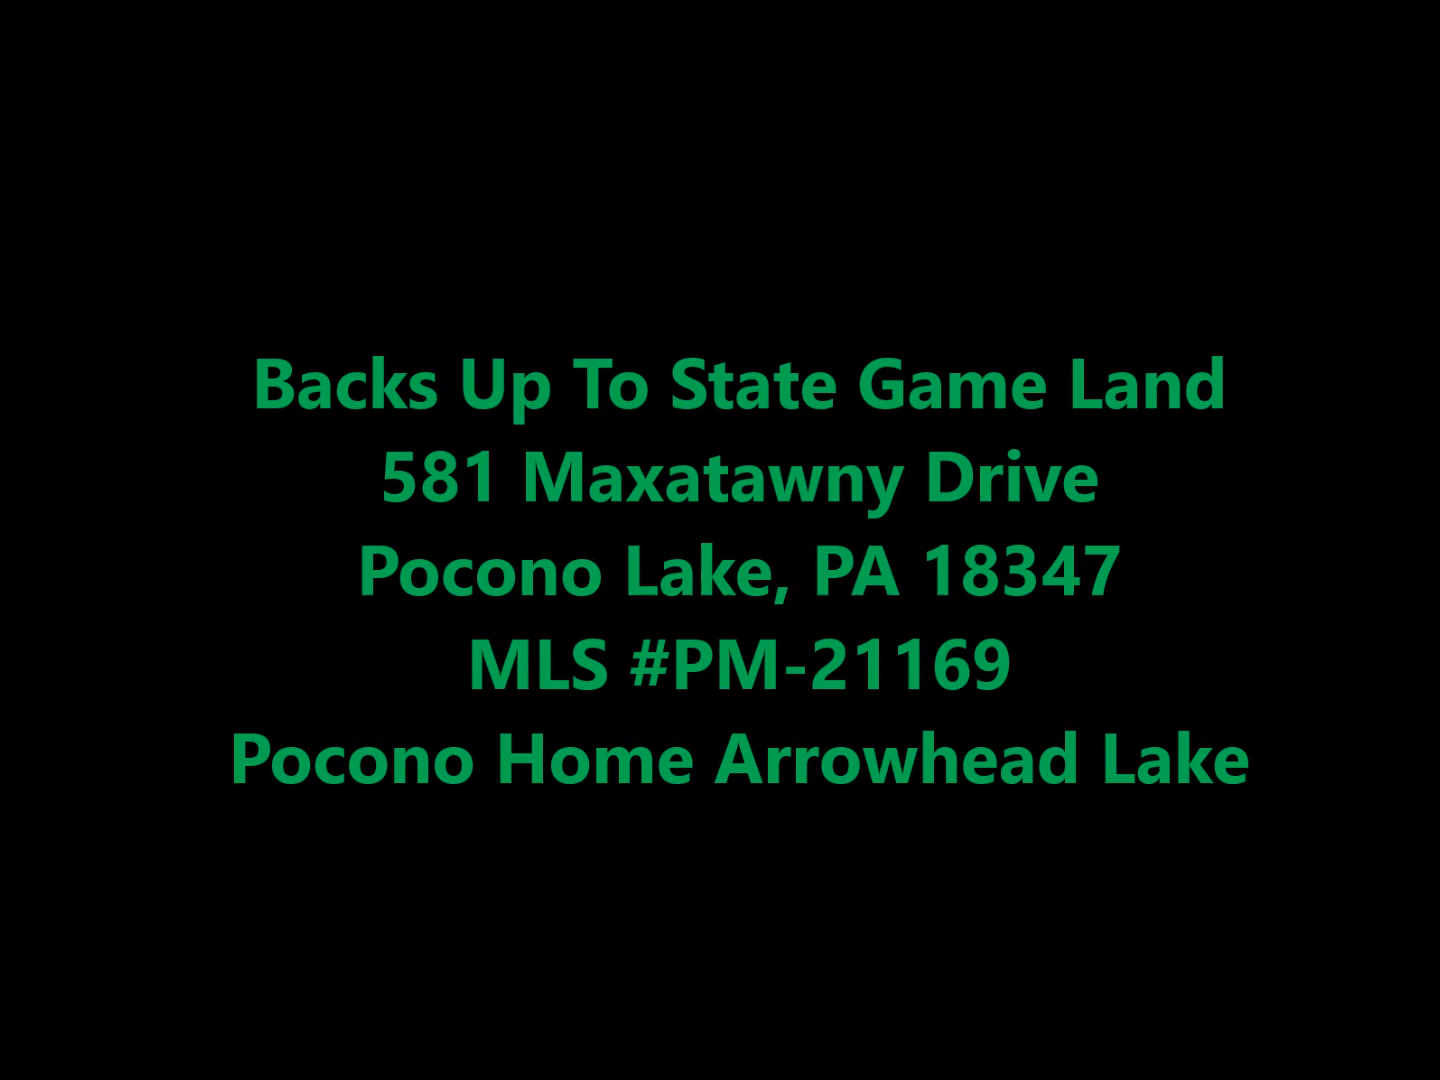 Backs Up To State Game Land
581 Maxatawny Drive
Pocono Lake, PA 18347
MLS #PM-21169
Pocono Home Arrowhead Lake